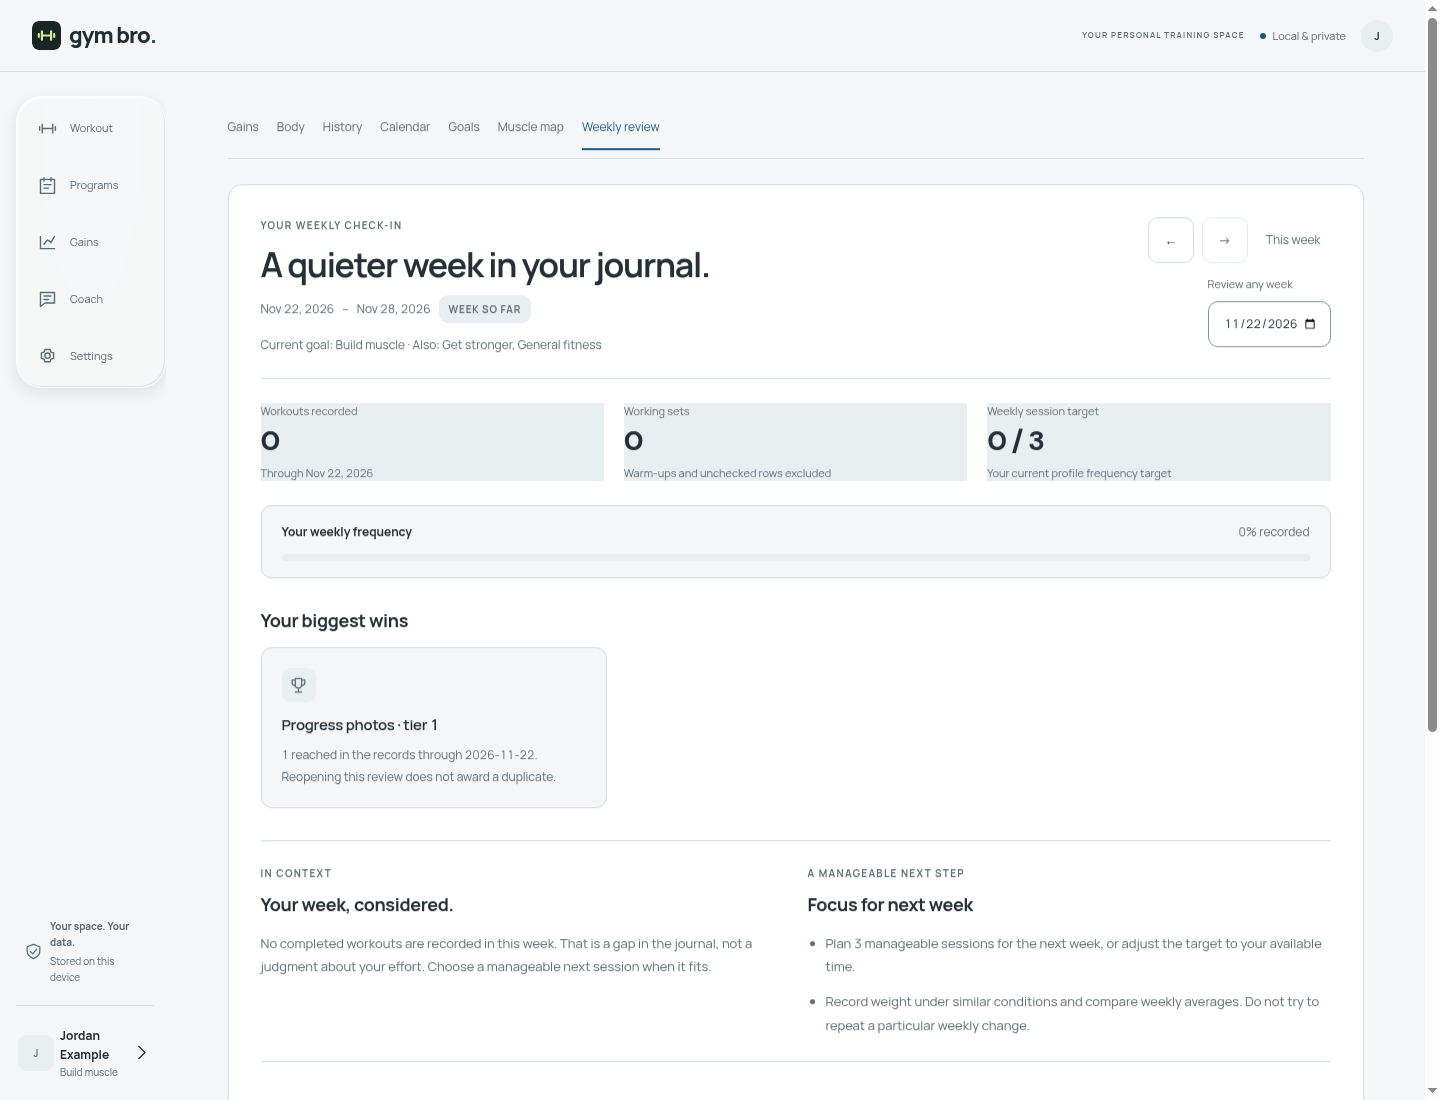 gym bro.
YOUR PERSONAL TRAINING SPACE
Local & private
J
Workout
Programs
Gains
Coach
Settings
Your space. Your
data.
Stored on this
device
J
Jordan
Example
Build muscle
Gains Body History Calendar Goals Muscle map Weekly review
YOUR WEEKLY CHECK-IN
A quieter week in your journal.
Nov 22, 2026 – Nov 28, 2026 WEEK SO FAR
Current goal: Build muscle · Also: Get stronger, General fitness
← → This week
Review any week
11/22/2026
Workouts recorded
0
Through Nov 22, 2026
Working sets
0
Warm-ups and unchecked rows excluded
Weekly session target
0 / 3
Your current profile frequency target
Your weekly frequency 0% recorded
Your biggest wins
Progress photos · tier 1
1 reached in the records through 2026-11-22.
Reopening this review does not award a duplicate.
IN CONTEXT
Your week, considered.
No completed workouts are recorded in this week. That is a gap in the journal, not a
judgment about your effort. Choose a manageable next session when it fits.
A MANAGEABLE NEXT STEP
Focus for next week
• Plan 3 manageable sessions for the next week, or adjust the target to your available
time.
• Record weight under similar conditions and compare weekly averages. Do not try to
repeat a particular weekly change.